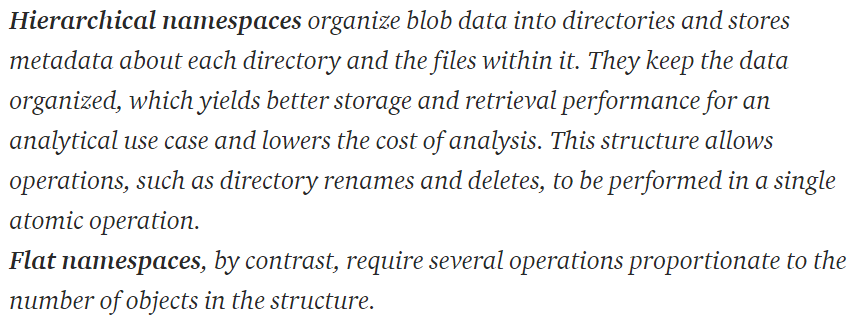 Hierarchical namespaces organize blob data into directories and stores
metadata about each directory and the files within it. They keep the data
organized, which yields better storage and retrieval performance for an
analytical use case and lowers the cost of analysis. This structure allows
operations, such as directory renames and deletes, to be performed in a single
atomic operation.
Flat namespaces, by contrast, require several operations proportionate to the
number of objects in the structure.